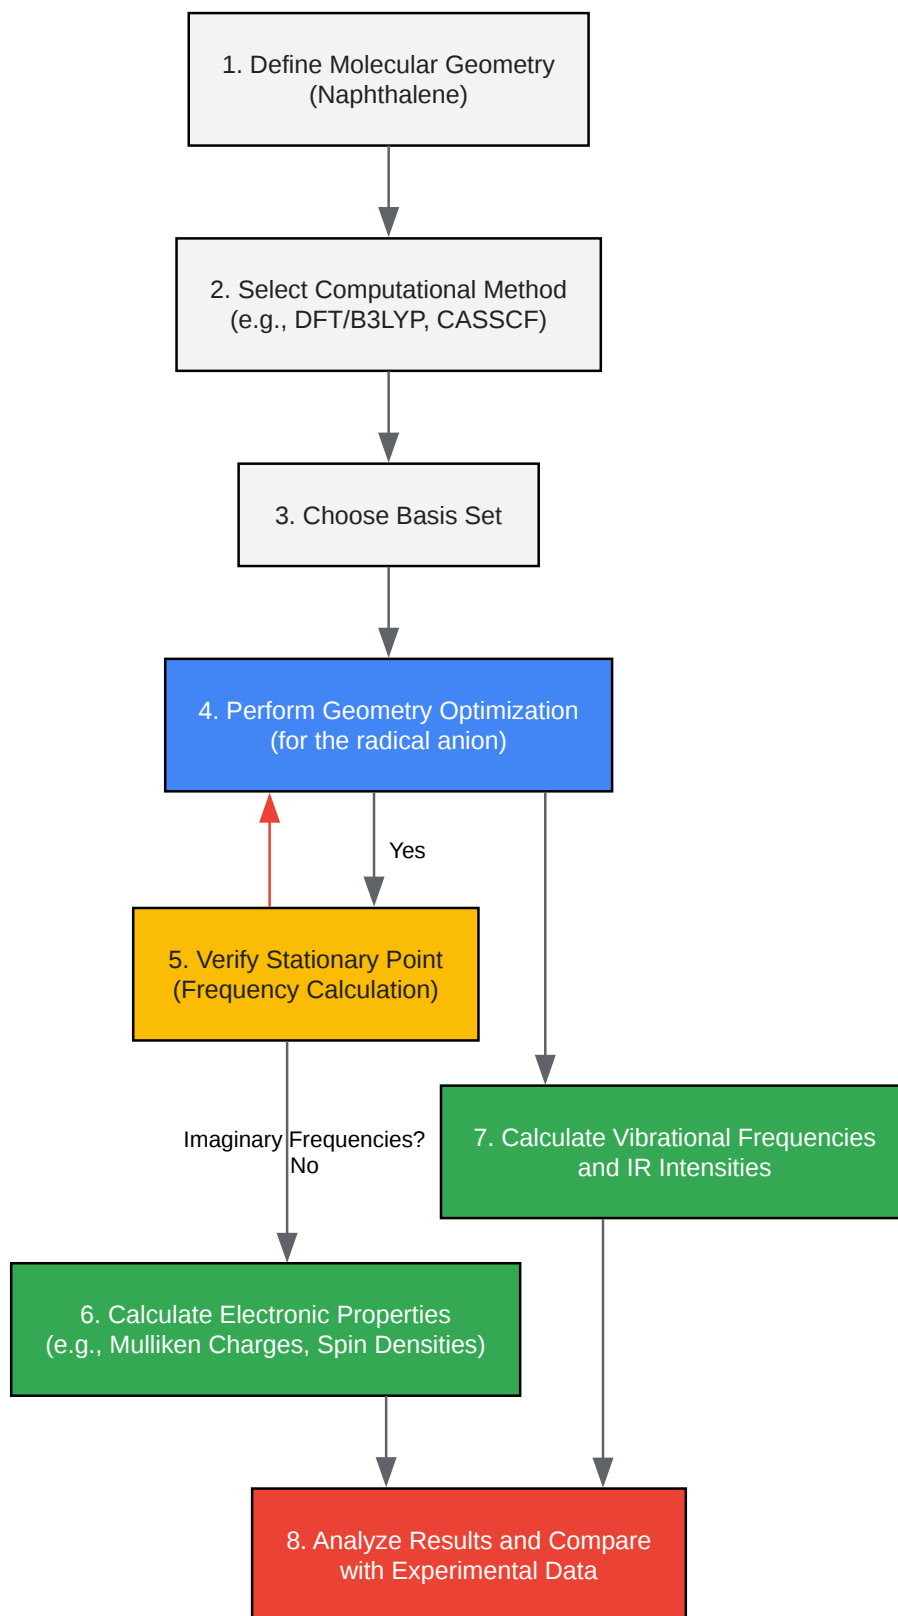 1. Define Molecular Geometry
(Naphthalene)
2. Select Computational Method
(e.g., DFT/B3LYP, CASSCF)
3. Choose Basis Set
4. Perform Geometry Optimization
(for the radical anion)
Yes
5. Verify Stationary Point
(Frequency Calculation)
Imaginary Frequencies?
No
7. Calculate Vibrational Frequencies
and IR Intensities
6. Calculate Electronic Properties
(e.g., Mulliken Charges, Spin Densities)
8. Analyze Results and Compare
with Experimental Data